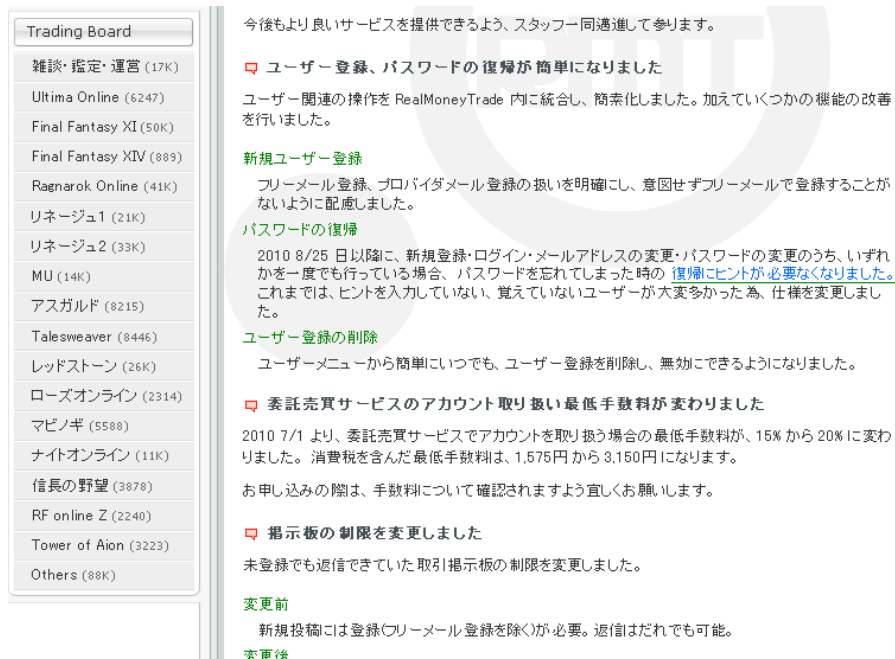 Trading Board
雑談・鑑定・運営 (17K)
Ultima Online (6247)
Final Fantasy XI (50K)
Final Fantasy XIV (889)
Ragnarok Online (41K)
リネージュ1 (21K)
リネージュ2 (33K)
MU (14K)
アスガルド (8215)
Talesweaver (8446)
レッドストーン (26K)
ローズオンライン (2314)
マビノギ (5588)
ナイトオンライン (11K)
信長の野望 (3878)
RF online Z (2240)
Tower of Aion (3223)
Others (88K)
今後もより良いサービスを提供できるよう、スタッフ一同邁進して参ります。
ユーザー登録、パスワードの復帰が簡単になりました
ユーザー関連の操作を RealMoneyTrade 内に統合し、簡素化しました。加えていくつかの機能の改善
を行いました。
新規ユーザー登録
フリーメール登録、プロバイダメール登録の扱いを明確にし、意図せずフリーメールで登録することが
ないように配慮しました。
パスワードの復帰
2010 8/25 日以降に、新規登録・ログイン・メールアドレスの変更・パスワードの変更のうち、いずれ
かを一度でも行っている場合、パスワードを忘れてしまった時の 復帰にヒントが必要なくなりました。
これまでは、ヒントを入力していない、覚えていないユーザーが大変多かった為、仕様を変更しまし
た。
ユーザー登録の削除
ユーザーメニューから簡単にいつでも、ユーザー登録を削除し、無効にできるようになりました。
委託売買サービスのアカウント取り扱い最低手数料が変わりました
2010 7/1 より、委託売買サービスでアカウントを取り扱う場合の最低手数料が、15% から 20% に変わ
りました。消費税を含んだ最低手数料は、1,575円 から 3,150円 になります。
お申し込みの際は、手数料について確認されますよう宜しくお願いします。
掲示板の制限を変更しました
未登録でも返信できていた取引掲示板の制限を変更しました。
変更前
新規投稿には登録(フリーメール登録を除く)が必要。返信はだれでも可能。
変更後